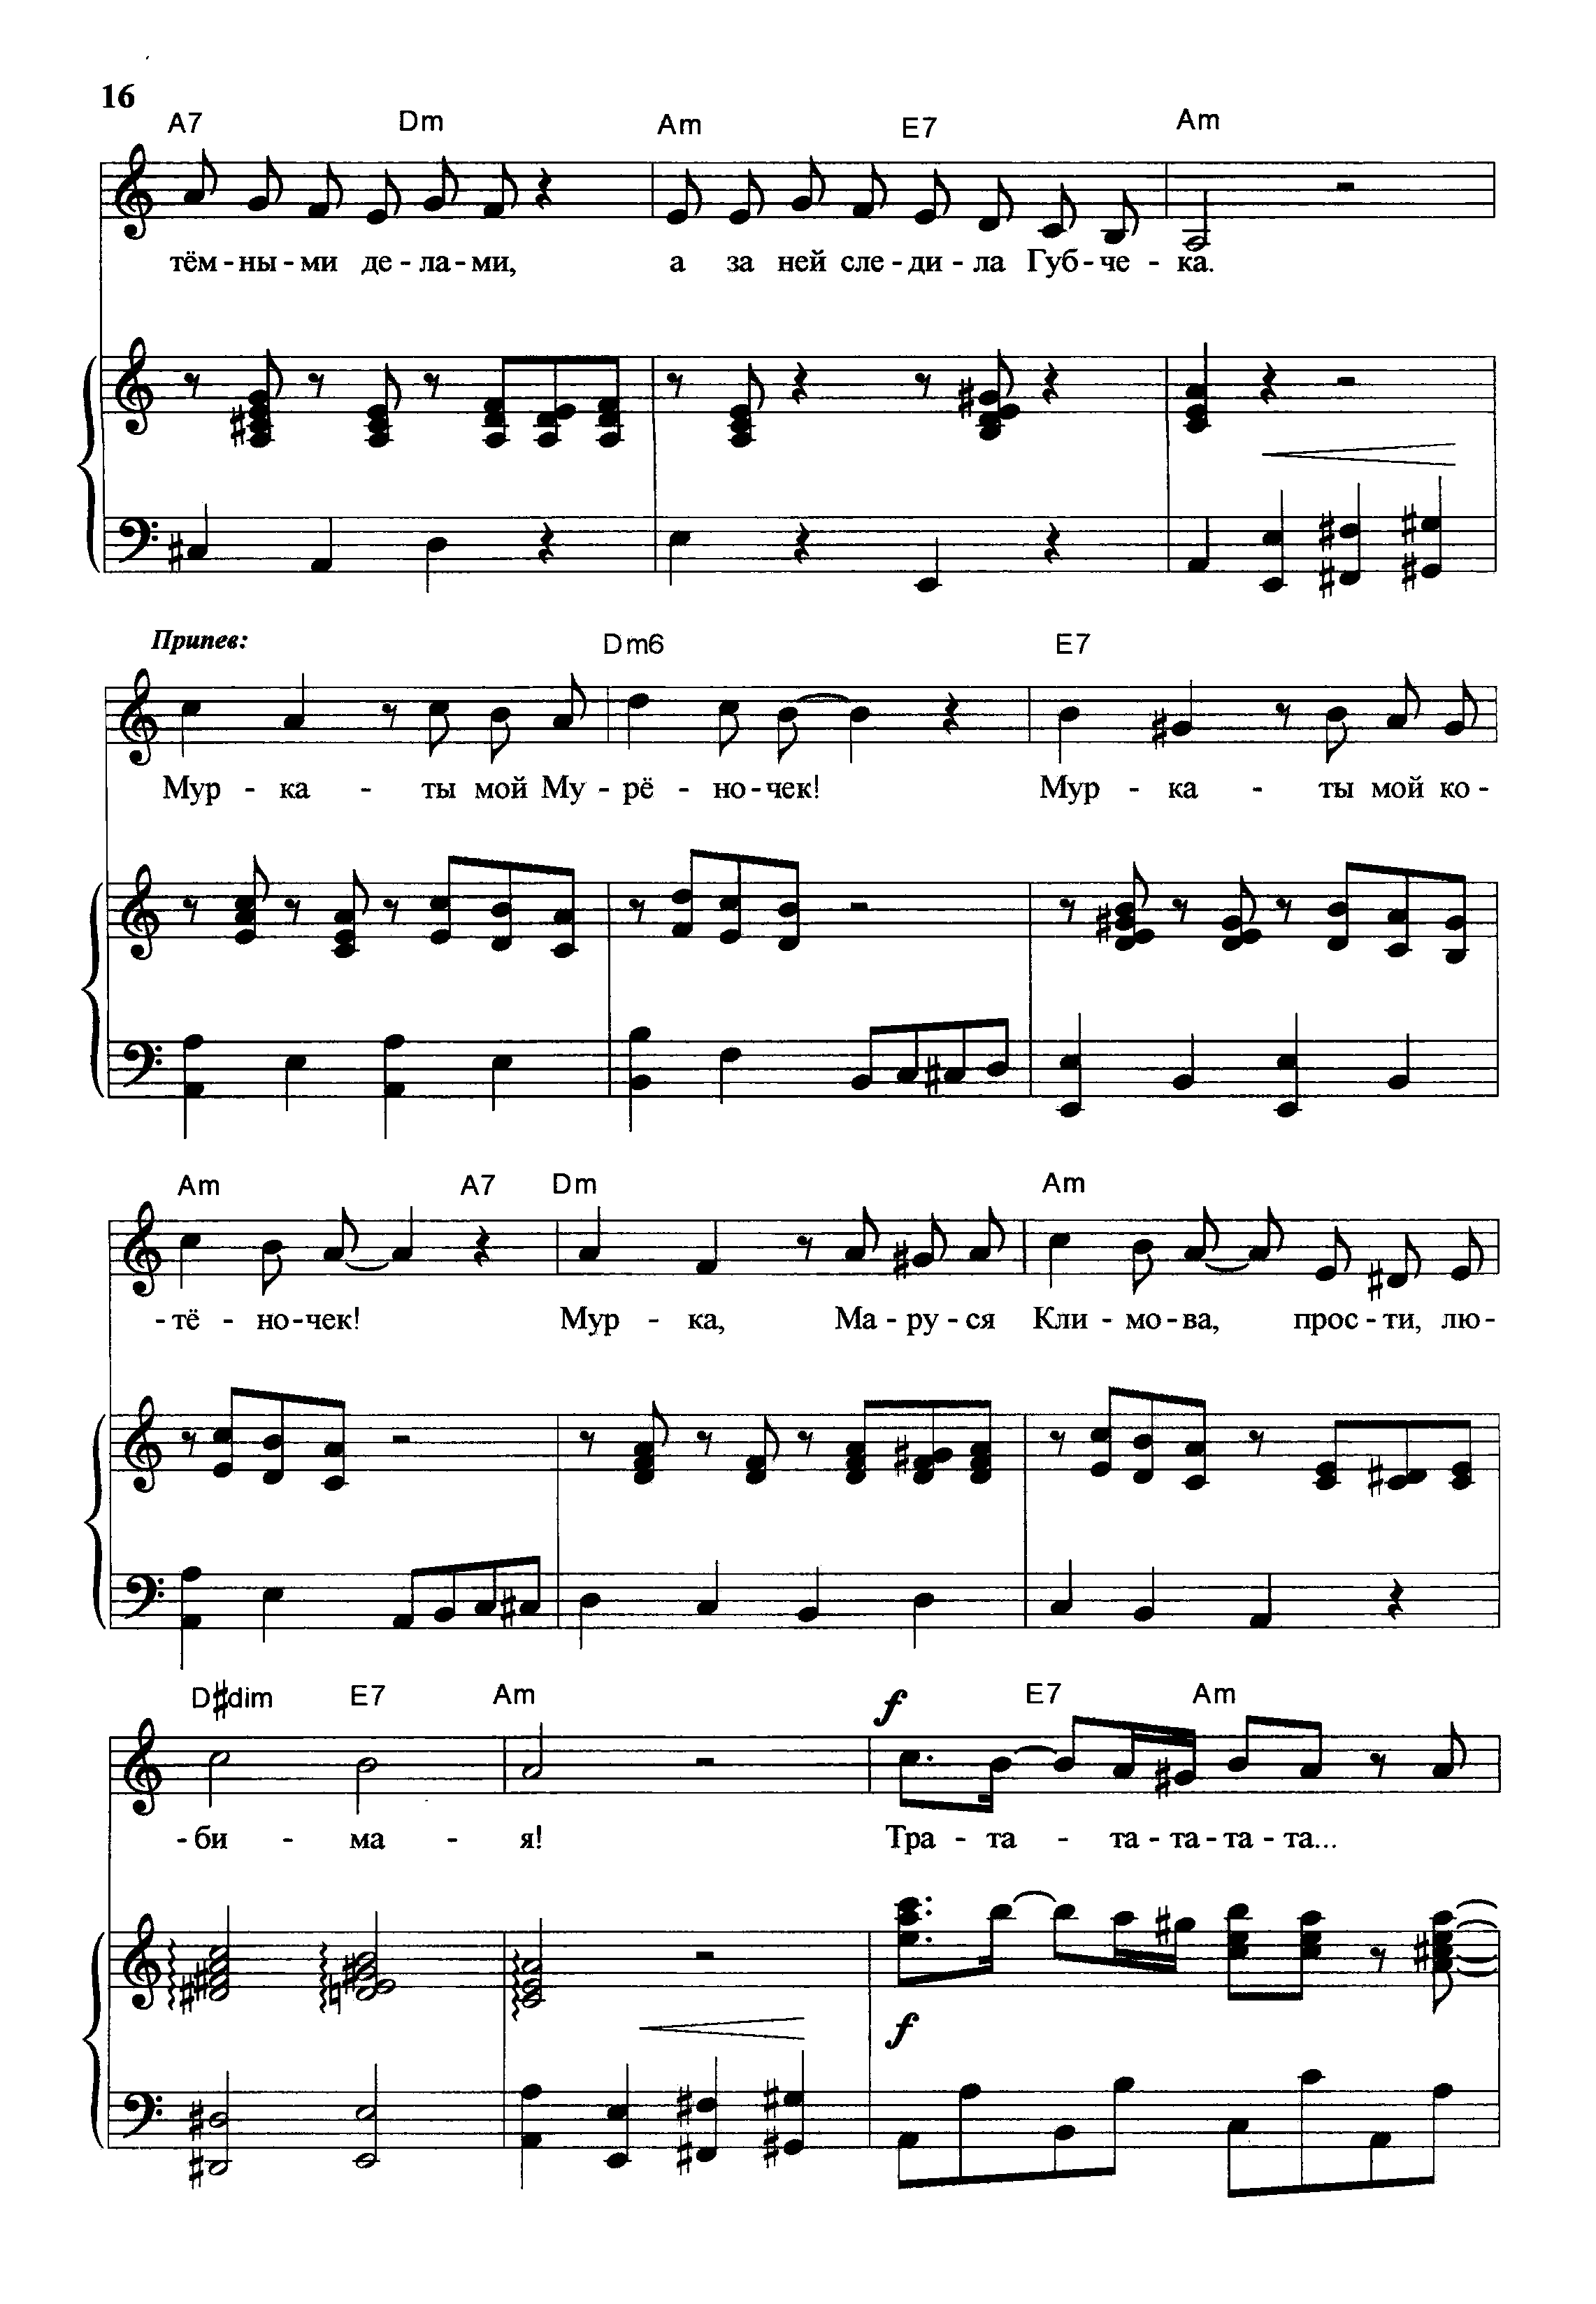 16
A7 Dm Am E7 Am
тём - ны - ми де - ла - ми, а за ней сле - ди - ла Губ - че - ка.
Припев: Dm6 E7
Мур - ка - ты мой Му - рё - но - чек! Мур - ка - ты мой ко -
Am A7 Dm Am
- тё - но - чек! Мур - ка, Ма - ру - ся Кли - мо - ва, прос - ти, лю -
D#dim E7 Am f E7 Am
- би - ма - я! Тра - та - та - та - та - та...
f